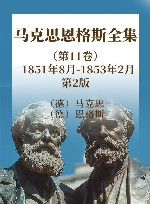 马克思恩格斯全集
（第11卷）
1851年8月-1853年2月
第2版
（德）马克思
（德）恩格斯